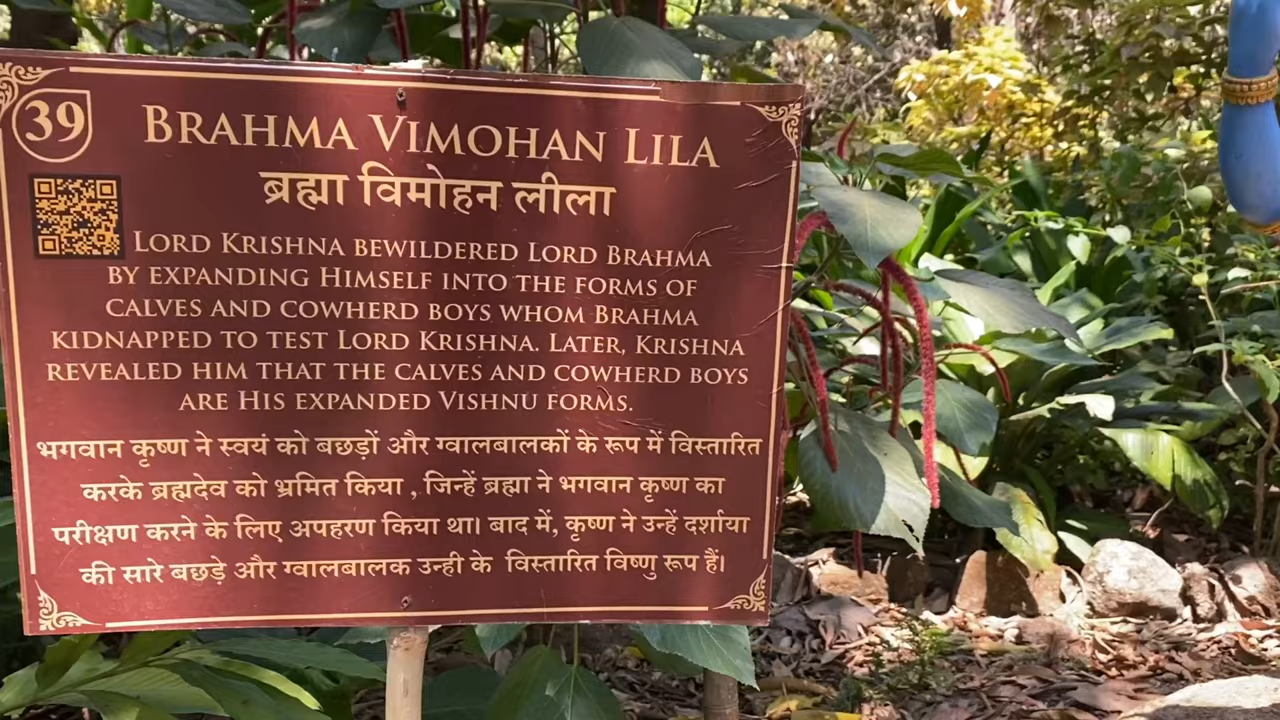 39
BRAHMA VIMOHAN LILA
ब्रह्मा विमोहन लीला
LORD KRISHNA BEWILDERED LORD BRAHMA
BY EXPANDING HIMSELF INTO THE FORMS OF
CALVES AND COWHERD BOYS WHOM BRAHMA
KIDNAPPED TO TEST LORD KRISHNA. LATER, KRISHNA
REVEALED HIM THAT THE CALVES AND COWHERD BOYS
ARE HIS EXPANDED VISHNU FORMS.
भगवान कृष्ण ने स्वयं को बछड़ों और ग्वालबालकों के रूप में विस्तारित
करके ब्रह्मदेव को भ्रमित किया , जिन्हें ब्रह्मा ने भगवान कृष्ण का
परीक्षण करने के लिए अपहरण किया था। बाद में, कृष्ण ने उन्हें दर्शाया
की सारे बछड़े और ग्वालबालक उन्ही के विस्तारित विष्णु रूप हैं।